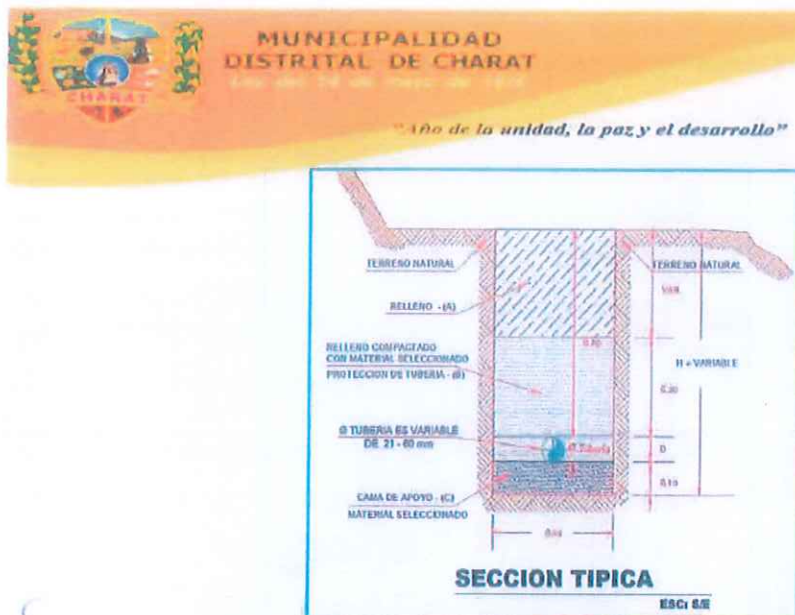 MUNICIPALIDAD
DISTRITAL DE CHARAT
CHARAT
"Año de la unidad, la paz y el desarrollo"
TERRENO NATURAL
TERRENO NATURAL
RELLENO - (A)
VAR.
RELLENO COMPACTADO
CON MATERIAL SELECCIONADO
PROTECCION DE TUBERIA - (B)
H = VARIABLE
Ø TUBERIA ES VARIABLE
DE 21 - 60 mm
Ø Tubería
D
0.10
CAMA DE APOYO - (C)
MATERIAL SELECCIONADO
SECCION TIPICA
ESC: S/E